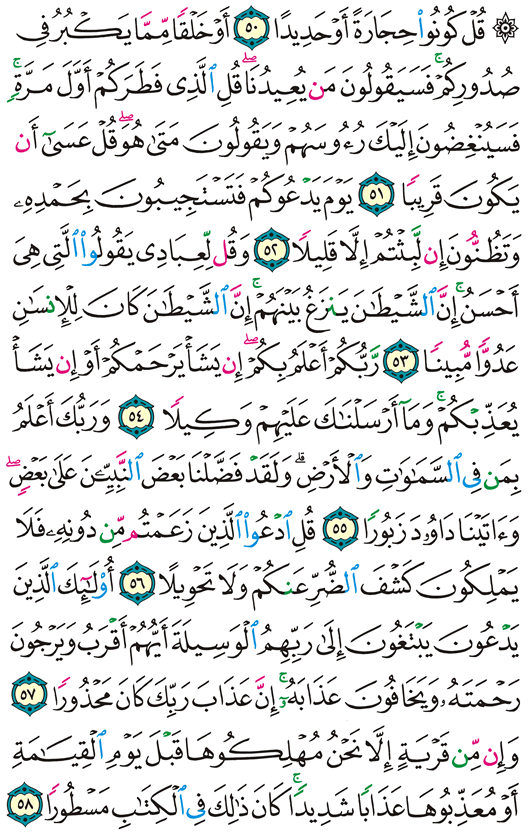 ۞ قُلْ كُونُوا۟ حِجَارَةً أَوْ حَدِيدًا ٥٠ أَوْ خَلْقًا مِّمَّا يَكْبُرُ فِى
صُدُورِكُمْ ۚ فَسَيَقُولُونَ مَن يُعِيدُنَا ۖ قُلِ ٱلَّذِى فَطَرَكُمْ أَوَّلَ مَرَّةٍ ۚ
فَسَيُنْغِضُونَ إِلَيْكَ رُءُوسَهُمْ وَيَقُولُونَ مَتَىٰ هُوَ ۖ قُلْ عَسَىٰٓ أَن
يَكُونَ قَرِيبًا ٥١ يَوْمَ يَدْعُوكُمْ فَتَسْتَجِيبُونَ بِحَمْدِهِۦ
وَتَظُنُّونَ إِن لَّبِثْتُمْ إِلَّا قَلِيلًا ٥٢ وَقُل لِّعِبَادِى يَقُولُوا۟ ٱلَّتِى هِىَ
أَحْسَنُ ۚ إِنَّ ٱلشَّيْطَٰنَ يَنزَغُ بَيْنَهُمْ ۚ إِنَّ ٱلشَّيْطَٰنَ كَانَ لِلْإِنسَٰنِ
عَدُوًّا مُّبِينًا ٥٣ رَّبُّكُمْ أَعْلَمُ بِكُمْ ۖ إِن يَشَأْ يَرْحَمْكُمْ أَوْ إِن يَشَأْ
يُعَذِّبْكُمْ ۚ وَمَآ أَرْسَلْنَٰكَ عَلَيْهِمْ وَكِيلًا ٥٤ وَرَبُّكَ أَعْلَمُ
بِمَن فِى ٱلسَّمَٰوَٰتِ وَٱلْأَرْضِ ۗ وَلَقَدْ فَضَّلْنَا بَعْضَ ٱلنَّبِيِّۦنَ عَلَىٰ بَعْضٍ ۖ
وَءَاتَيْنَا دَاوُۥدَ زَبُورًا ٥٥ قُلِ ٱدْعُوا۟ ٱلَّذِينَ زَعَمْتُم مِّن دُونِهِۦ فَلَا
يَمْلِكُونَ كَشْفَ ٱلضُّرِّ عَنكُمْ وَلَا تَحْوِيلًا ٥٦ أُو۟لَٰٓئِكَ ٱلَّذِينَ
يَدْعُونَ يَبْتَغُونَ إِلَىٰ رَبِّهِمُ ٱلْوَسِيلَةَ أَيُّهُمْ أَقْرَبُ وَيَرْجُونَ
رَحْمَتَهُۥ وَيَخَافُونَ عَذَابَهُۥٓ ۚ إِنَّ عَذَابَ رَبِّكَ كَانَ مَحْذُورًا ٥٧
وَإِن مِّن قَرْيَةٍ إِلَّا نَحْنُ مُهْلِكُوهَا قَبْلَ يَوْمِ ٱلْقِيَٰمَةِ
أَوْ مُعَذِّبُوهَا عَذَابًا شَدِيدًا ۚ كَانَ ذَٰلِكَ فِى ٱلْكِتَٰبِ مَسْطُورًا ٥٨